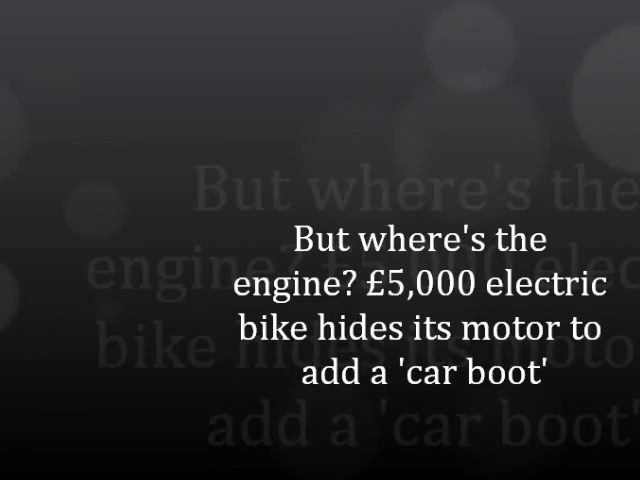 But where's the
engine? £5,000 electric
bike hides its motor to
add a 'car boot'